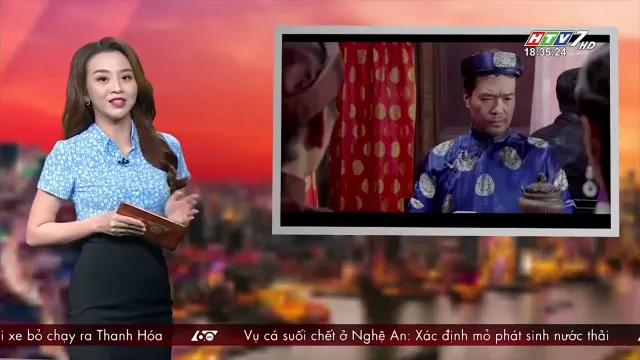 HTV7 HD
18:35:24
i xe bỏ chạy ra Thanh Hóa 60 Vụ cá suối chết ở Nghệ An: Xác định mỏ phát sinh nước thải